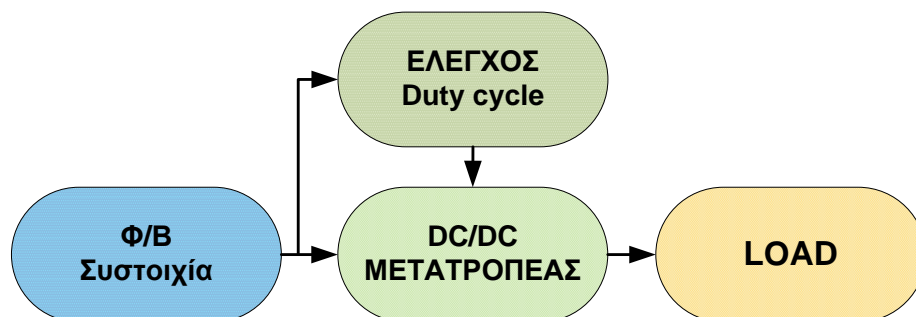 ΕΛΕΓΧΟΣ
Duty cycle
Φ/Β
Συστοιχία
DC/DC
ΜΕΤΑΤΡΟΠΕΑΣ
LOAD